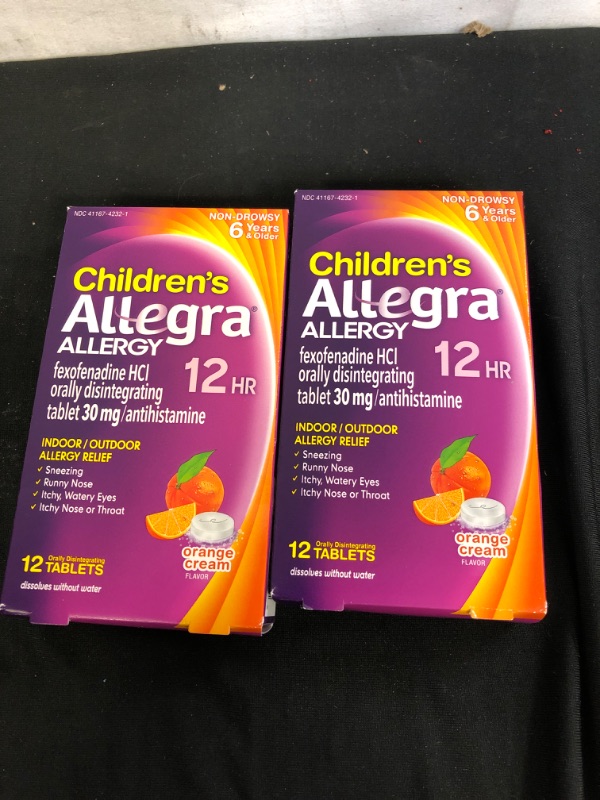 NDC 41167-4232-1
NON-DROWSY
6 Years & Older
Children's
Allegra®
ALLERGY
12 HR
fexofenadine HCl
orally disintegrating
tablet 30 mg/antihistamine
INDOOR/OUTDOOR
ALLERGY RELIEF
✓ Sneezing
✓ Runny Nose
✓ Itchy, Watery Eyes
✓ Itchy Nose or Throat
orange
cream
FLAVOR
12 Orally Disintegrating TABLETS
dissolves without water
NDC 41167-4232-1
NON-DROWSY
6 Years & Older
Children's
Allegra®
ALLERGY
12 HR
fexofenadine HCl
orally disintegrating
tablet 30 mg/antihistamine
INDOOR/OUTDOOR
ALLERGY RELIEF
✓ Sneezing
✓ Runny Nose
✓ Itchy, Watery Eyes
✓ Itchy Nose or Throat
orange
cream
FLAVOR
12 Orally Disintegrating TABLETS
dissolves without water